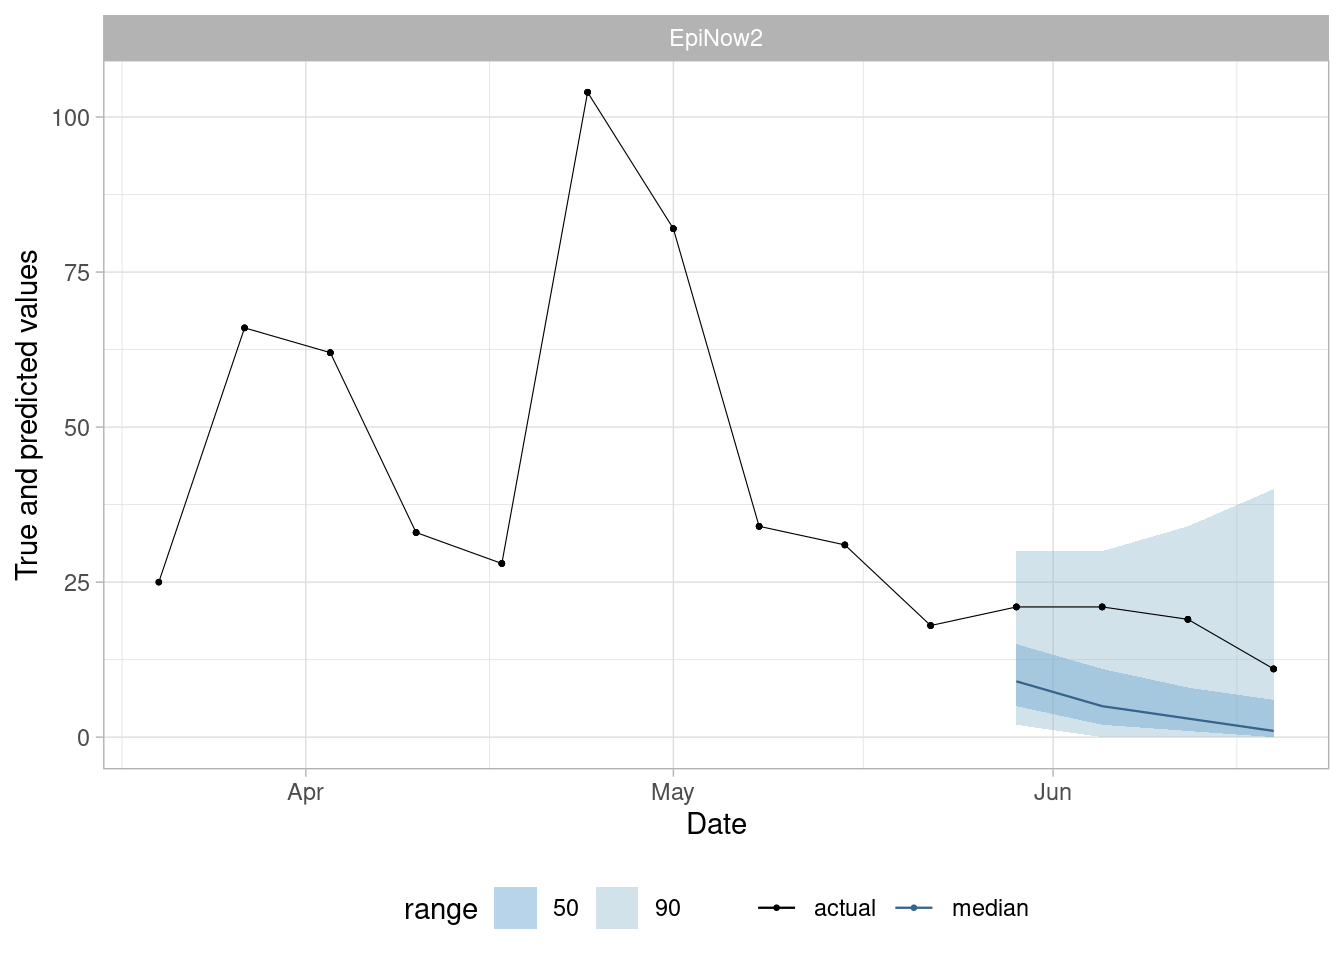 EpiNow2
True and predicted values
100
75
50
25
0
Apr May Jun
Date
range 50 90 actual median